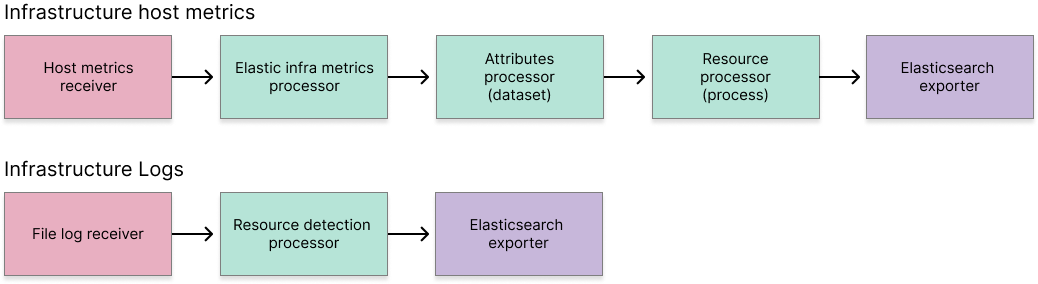 Infrastructure host metrics
Host metrics
receiver
Elastic infra metrics
processor
Attributes
processor
(dataset)
Resource
processor
(process)
Elasticsearch
exporter
Infrastructure Logs
File log receiver
Resource detection
processor
Elasticsearch
exporter